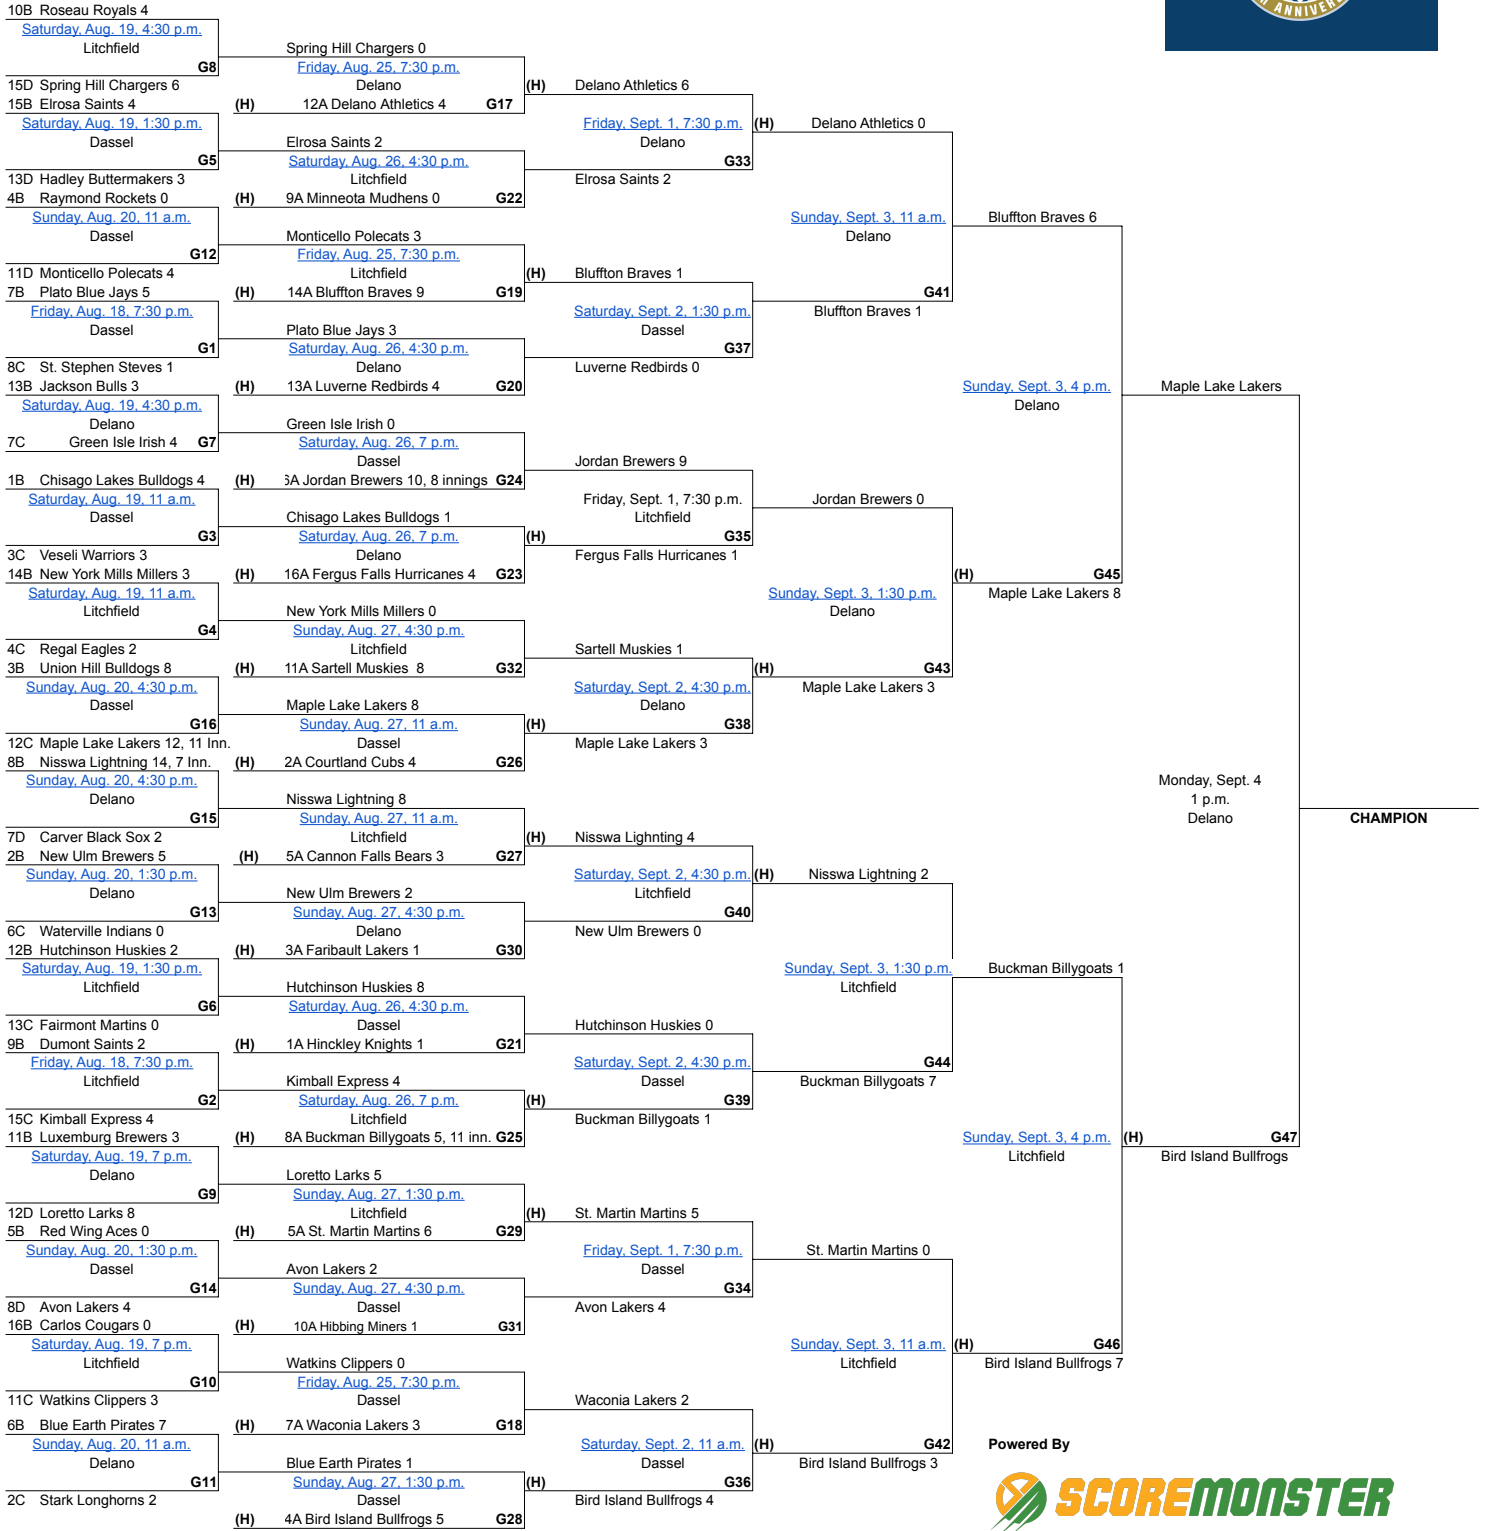 10B Roseau Royals 4
Saturday, Aug. 19, 4:30 p.m.
Litchfield
G8
15D Spring Hill Chargers 6
15B Elrosa Saints 4
Saturday, Aug. 19, 1:30 p.m.
Dassel
G5
13D Hadley Buttermakers 3
4B Raymond Rockets 0
Sunday, Aug. 20, 11 a.m.
Dassel
G12
11D Monticello Polecats 4
7B Plato Blue Jays 5
Friday, Aug. 18, 7:30 p.m.
Dassel
G1
8C St. Stephen Steves 1
13B Jackson Bulls 3
Saturday, Aug. 19, 4:30 p.m.
Delano
7C Green Isle Irish 4 G7
1B Chisago Lakes Bulldogs 4
Saturday, Aug. 19, 11 a.m.
Dassel
G3
3C Veseli Warriors 3
14B New York Mills Millers 3
Saturday, Aug. 19, 11 a.m.
Litchfield
G4
4C Regal Eagles 2
3B Union Hill Bulldogs 8
Sunday, Aug. 20, 4:30 p.m.
Dassel
G16
12C Maple Lake Lakers 12, 11 Inn.
8B Nisswa Lightning 14, 7 Inn.
Sunday, Aug. 20, 4:30 p.m.
Delano
G15
7D Carver Black Sox 2
2B New Ulm Brewers 5
Sunday, Aug. 20, 1:30 p.m.
Delano
G13
6C Waterville Indians 0
12B Hutchinson Huskies 2
Saturday, Aug. 19, 1:30 p.m.
Litchfield
G6
13C Fairmont Martins 0
9B Dumont Saints 2
Friday, Aug. 18, 7:30 p.m.
Litchfield
G2
15C Kimball Express 4
11B Luxemburg Brewers 3
Saturday, Aug. 19, 7 p.m.
Delano
G9
12D Loretto Larks 8
5B Red Wing Aces 0
Sunday, Aug. 20, 1:30 p.m.
Dassel
G14
8D Avon Lakers 4
16B Carlos Cougars 0
Saturday, Aug. 19, 7 p.m.
Litchfield
G10
11C Watkins Clippers 3
6B Blue Earth Pirates 7
Sunday, Aug. 20, 11 a.m.
Delano
G11
2C Stark Longhorns 2
Spring Hill Chargers 0
Friday, Aug. 25, 7:30 p.m.
Delano
(H) 12A Delano Athletics 4 G17
Elrosa Saints 2
Saturday, Aug. 26, 4:30 p.m.
Litchfield
(H) 9A Minneota Mudhens 0 G22
Monticello Polecats 3
Friday, Aug. 25, 7:30 p.m.
Litchfield
(H) 14A Bluffton Braves 9 G19
Plato Blue Jays 3
Saturday, Aug. 26, 4:30 p.m.
Delano
(H) 13A Luverne Redbirds 4 G20
Green Isle Irish 0
Saturday, Aug. 26, 7 p.m.
Dassel
(H) 6A Jordan Brewers 10, 8 innings G24
Chisago Lakes Bulldogs 1
Saturday, Aug. 26, 7 p.m.
Delano
(H) 16A Fergus Falls Hurricanes 4 G23
New York Mills Millers 0
Sunday, Aug. 27, 4:30 p.m.
Litchfield
(H) 11A Sartell Muskies 8 G32
Maple Lake Lakers 8
Sunday, Aug. 27, 11 a.m.
Dassel
(H) 2A Courtland Cubs 4 G26
Nisswa Lightning 8
Sunday, Aug. 27, 11 a.m.
Litchfield
(H) 5A Cannon Falls Bears 3 G27
New Ulm Brewers 2
Sunday, Aug. 27, 4:30 p.m.
Delano
(H) 3A Faribault Lakers 1 G30
Hutchinson Huskies 8
Saturday, Aug. 26, 4:30 p.m.
Dassel
(H) 1A Hinckley Knights 1 G21
Kimball Express 4
Saturday, Aug. 26, 7 p.m.
Litchfield
(H) 8A Buckman Billygoats 5, 11 inn. G25
Loretto Larks 5
Sunday, Aug. 27, 1:30 p.m.
Litchfield
(H) 5A St. Martin Martins 6 G29
Avon Lakers 2
Sunday, Aug. 27, 4:30 p.m.
Dassel
(H) 10A Hibbing Miners 1 G31
Watkins Clippers 0
Friday, Aug. 25, 7:30 p.m.
Dassel
(H) 7A Waconia Lakers 3 G18
Blue Earth Pirates 1
Sunday, Aug. 27, 1:30 p.m.
Dassel
(H) 4A Bird Island Bullfrogs 5 G28
(H) Delano Athletics 6
Friday, Sept. 1, 7:30 p.m.
Delano
G33
Elrosa Saints 2
(H) Bluffton Braves 1
Saturday, Sept. 2, 1:30 p.m.
Dassel
G37
Luverne Redbirds 0
Jordan Brewers 9
Friday, Sept. 1, 7:30 p.m.
Litchfield
(H) G35
Fergus Falls Hurricanes 1
Sartell Muskies 1
Saturday, Sept. 2, 4:30 p.m.
Delano
(H) G38
Maple Lake Lakers 3
(H) Nisswa Lighnting 4
Saturday, Sept. 2, 4:30 p.m.
Litchfield
G40
New Ulm Brewers 0
Hutchinson Huskies 0
Saturday, Sept. 2, 4:30 p.m.
Dassel
(H) G39
Buckman Billygoats 1
(H) St. Martin Martins 5
Friday, Sept. 1, 7:30 p.m.
Dassel
G34
Avon Lakers 4
Waconia Lakers 2
Saturday, Sept. 2, 11 a.m.
Dassel
(H) G36
Bird Island Bullfrogs 4
(H) Delano Athletics 0
Sunday, Sept. 3, 11 a.m.
Delano
G41
Bluffton Braves 1
Jordan Brewers 0
Sunday, Sept. 3, 1:30 p.m.
Delano
(H) G43
Maple Lake Lakers 3
(H) Nisswa Lightning 2
Sunday, Sept. 3, 1:30 p.m.
Litchfield
G44
Buckman Billygoats 7
St. Martin Martins 0
Sunday, Sept. 3, 11 a.m.
Litchfield
(H) G42
Bird Island Bullfrogs 3
Bluffton Braves 6
Sunday, Sept. 3, 4 p.m.
Delano
(H) G45
Maple Lake Lakers 8
Buckman Billygoats 1
Sunday, Sept. 3, 4 p.m.
Litchfield
(H) G46
Bird Island Bullfrogs 7
Maple Lake Lakers
Monday, Sept. 4
1 p.m.
Delano
(H) G47
Bird Island Bullfrogs
CHAMPION
Powered By
SCOREMONSTER